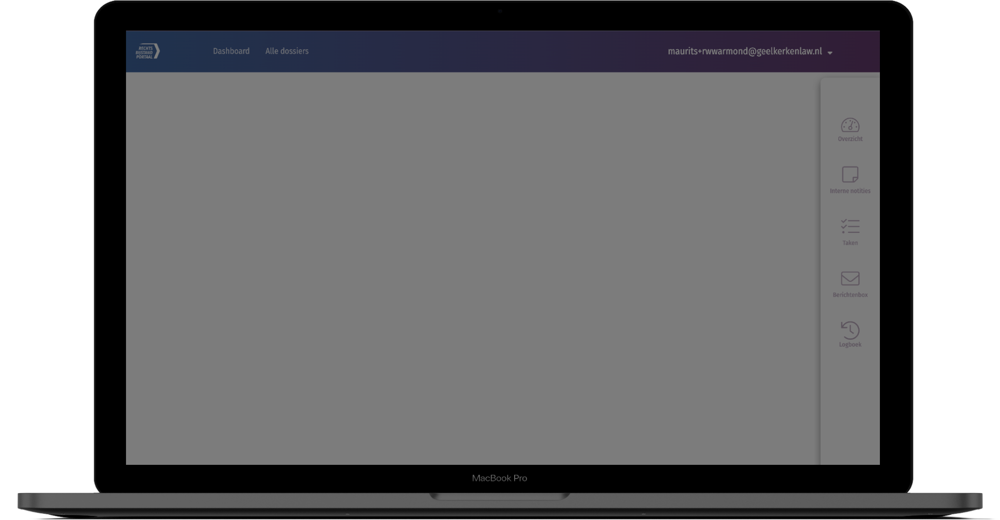 RECHTS
BIJSTAND
PORTAAL
Dashboard Alle dossiers maurits+rwwarmond@geelkerkenlaw.nl
Overzicht
Interne notities
Taken
Berichtenbox
Logboek
MacBook Pro